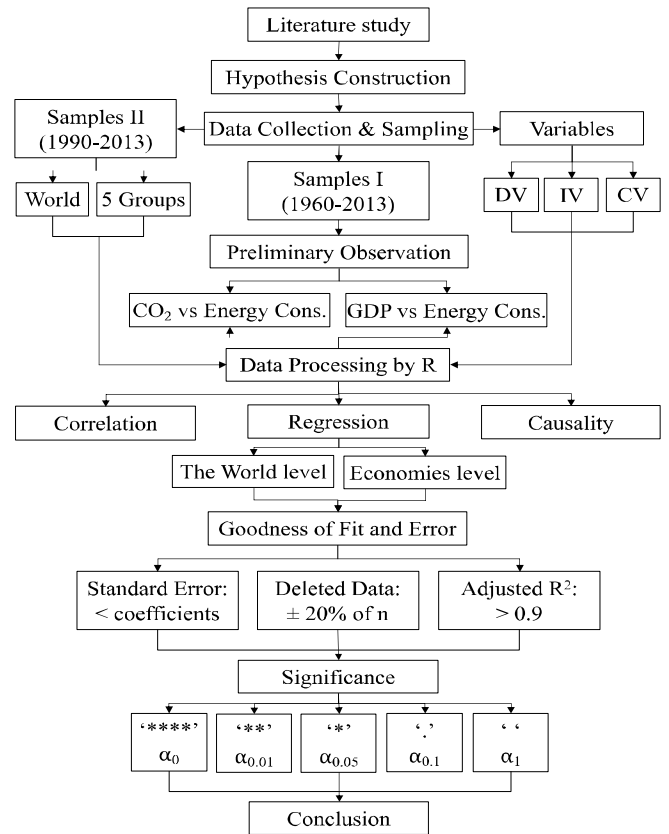 Literature study
Hypothesis Construction
Samples II
(1990-2013)
Data Collection & Sampling
Variables
World
5 Groups
Samples I
(1960-2013)
DV
IV
CV
Preliminary Observation
CO₂ vs Energy Cons.
GDP vs Energy Cons.
Data Processing by R
Correlation
Regression
Causality
The World level
Economies level
Goodness of Fit and Error
Standard Error:
< coefficients
Deleted Data:
± 20% of n
Adjusted R²:
> 0.9
Significance
‘****’
α₀
‘**’
α₀.₀₁
‘*’
α₀.₀₅
‘.’
α₀.₁
‘ ‘
α₁
Conclusion